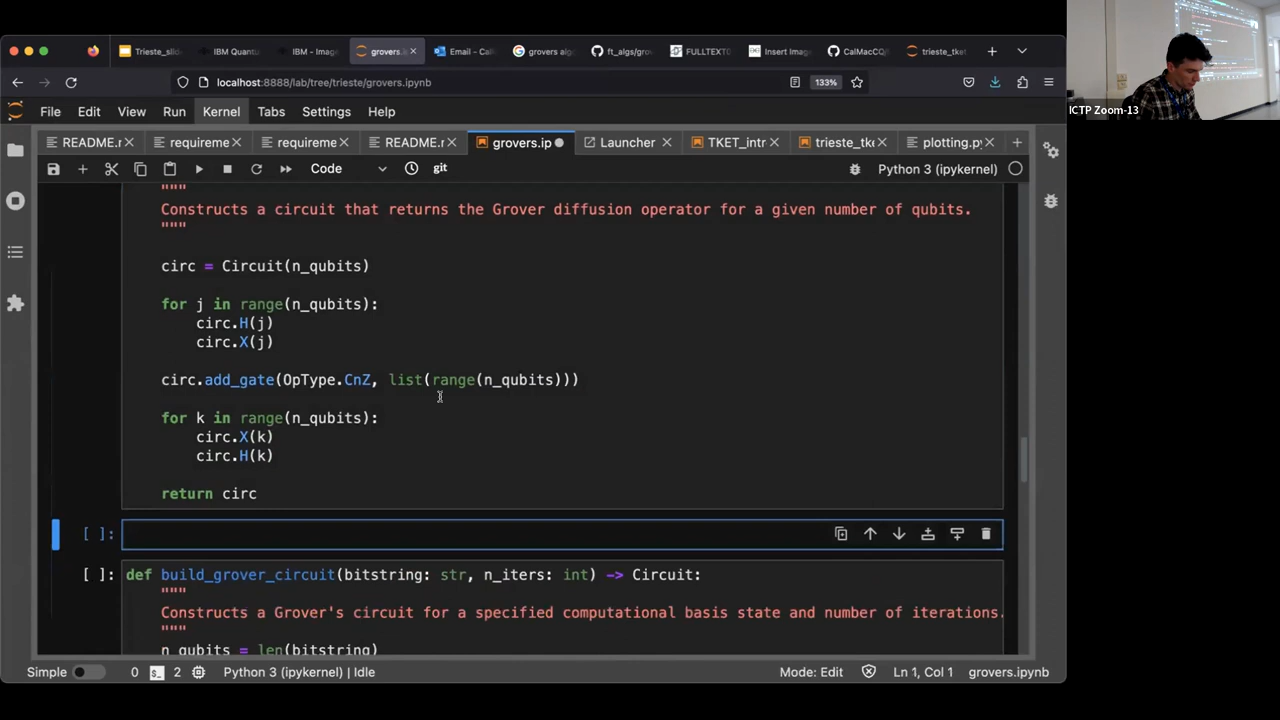 Trieste_slid
IBM Quantu
IBM - Image
grovers.i
Email – Cal
grovers alg
ft_algs/gro
FULLTEXT0
Insert Imag
CalMacCQ/
trieste_tket
localhost:8888/lab/tree/trieste/grovers.ipynb
133%
File Edit View Run Kernel Tabs Settings Help
README.r
requireme
requireme
README.r
grovers.ip
Launcher
TKET_intr
trieste_tke
plotting.py
Code
git
Python 3 (ipykernel)
"""
Constructs a circuit that returns the Grover diffusion operator for a given number of qubits.
"""
circ = Circuit(n_qubits)
for j in range(n_qubits):
circ.H(j)
circ.X(j)
circ.add_gate(OpType.CnZ, list(range(n_qubits)))
for k in range(n_qubits):
circ.X(k)
circ.H(k)
return circ
[ ]:
[ ]: def build_grover_circuit(bitstring: str, n_iters: int) -> Circuit:
"""
Constructs a Grover's circuit for a specified computational basis state and number of iterations.
"""
n_qubits = len(bitstring)
Simple 0 2 Python 3 (ipykernel) | Idle Mode: Edit Ln 1, Col 1 grovers.ipynb
ICTP Zoom-13